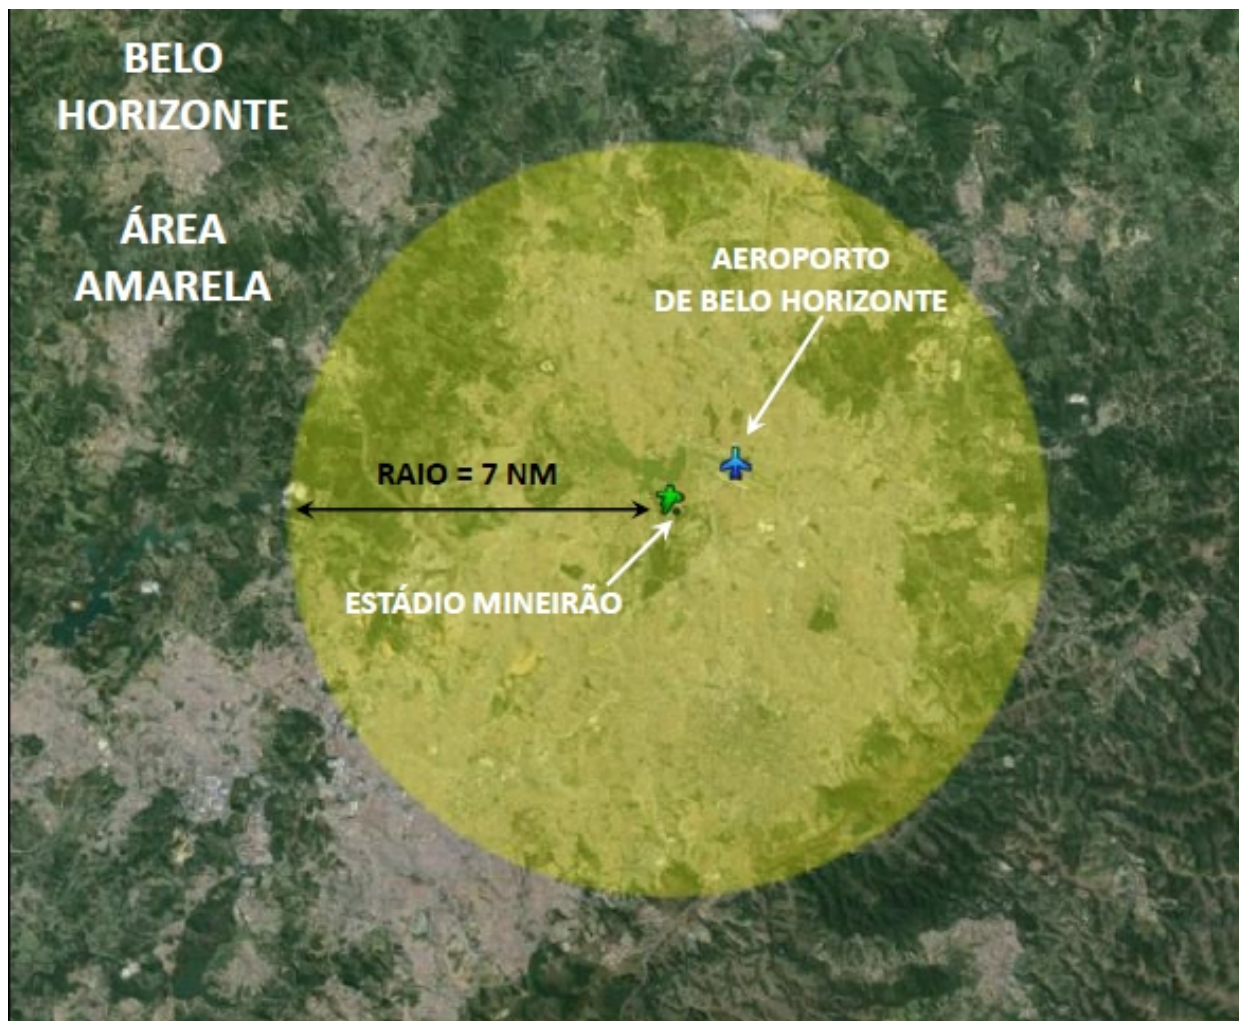 BELO
HORIZONTE
ÁREA
AMARELA
AEROPORTO
DE BELO HORIZONTE
RAIO = 7 NM
ESTÁDIO MINEIRÃO